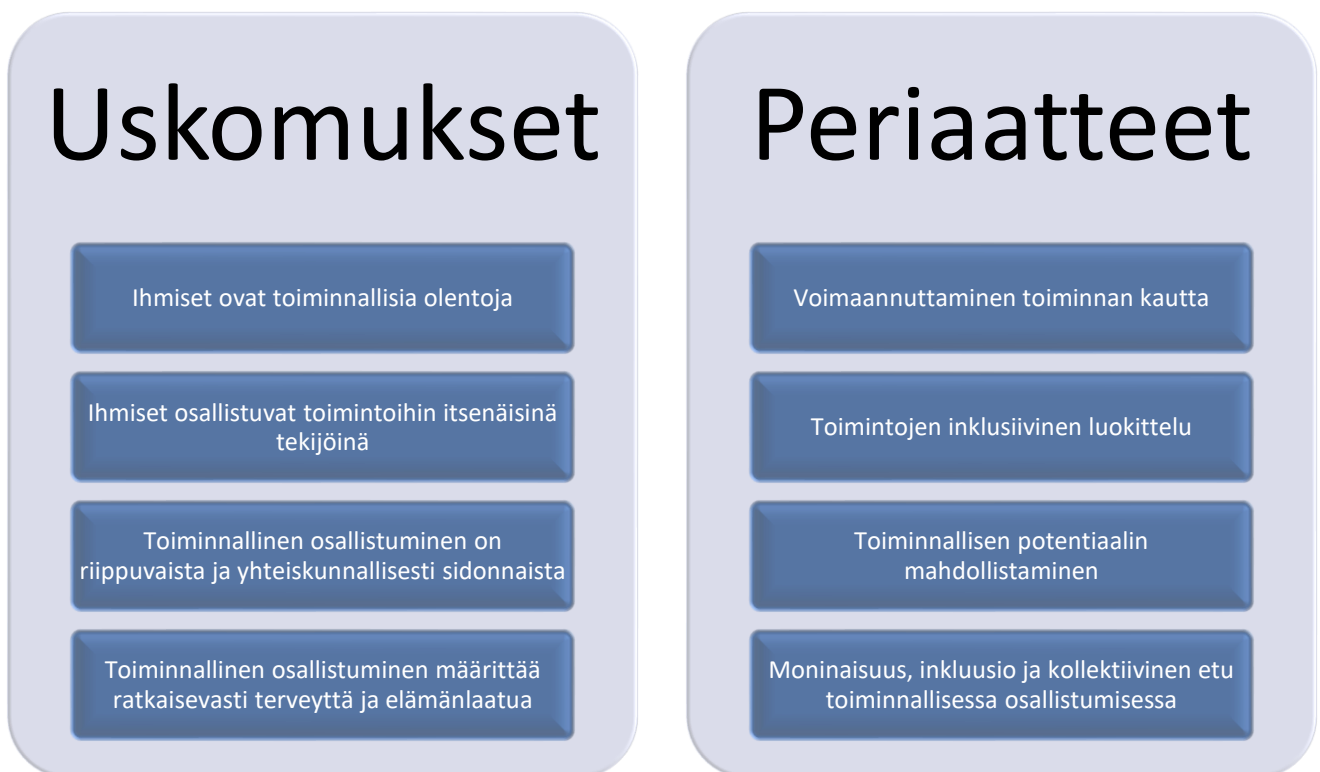 Uskomukset
Ihmiset ovat toiminnallisia olentoja
Ihmiset osallistuvat toimintoihin itsenäisinä
tekijöinä
Toiminnallinen osallistuminen on
riippuvaista ja yhteiskunnallisesti sidonnaista
Toiminnallinen osallistuminen määrittää
ratkaisevasti terveyttä ja elämänlaatua
Periaatteet
Voimaannuttaminen toiminnan kautta
Toimintojen inklusiivinen luokittelu
Toiminnallisen potentiaalin
mahdollistaminen
Moninaisuus, inkluusio ja kollektiivinen etu
toiminnallisessa osallistumisessa